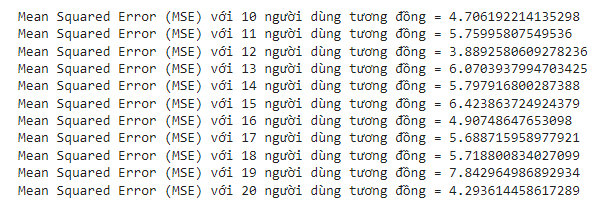 Mean Squared Error (MSE) với 10 người dùng tương đồng = 4.706192214135298
Mean Squared Error (MSE) với 11 người dùng tương đồng = 5.75995807549536
Mean Squared Error (MSE) với 12 người dùng tương đồng = 3.8892580609278236
Mean Squared Error (MSE) với 13 người dùng tương đồng = 6.0703937994703425
Mean Squared Error (MSE) với 14 người dùng tương đồng = 5.797916800287388
Mean Squared Error (MSE) với 15 người dùng tương đồng = 6.423863724924379
Mean Squared Error (MSE) với 16 người dùng tương đồng = 4.90748647653098
Mean Squared Error (MSE) với 17 người dùng tương đồng = 5.688715958977921
Mean Squared Error (MSE) với 18 người dùng tương đồng = 5.718800834027099
Mean Squared Error (MSE) với 19 người dùng tương đồng = 7.842964986892934
Mean Squared Error (MSE) với 20 người dùng tương đồng = 4.293614458617289